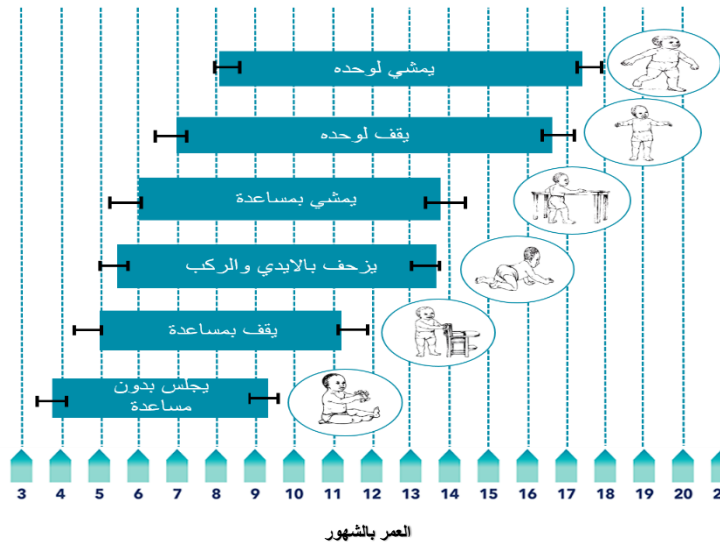 يمشي لوحده
يقف لوحده
يمشي بمساعدة
يزحف بالايدي والركب
يقف بمساعدة
يجلس بدون
مساعدة
3 4 5 6 7 8 9 10 11 12 13 14 15 16 17 18 19 20
العمر بالشهور